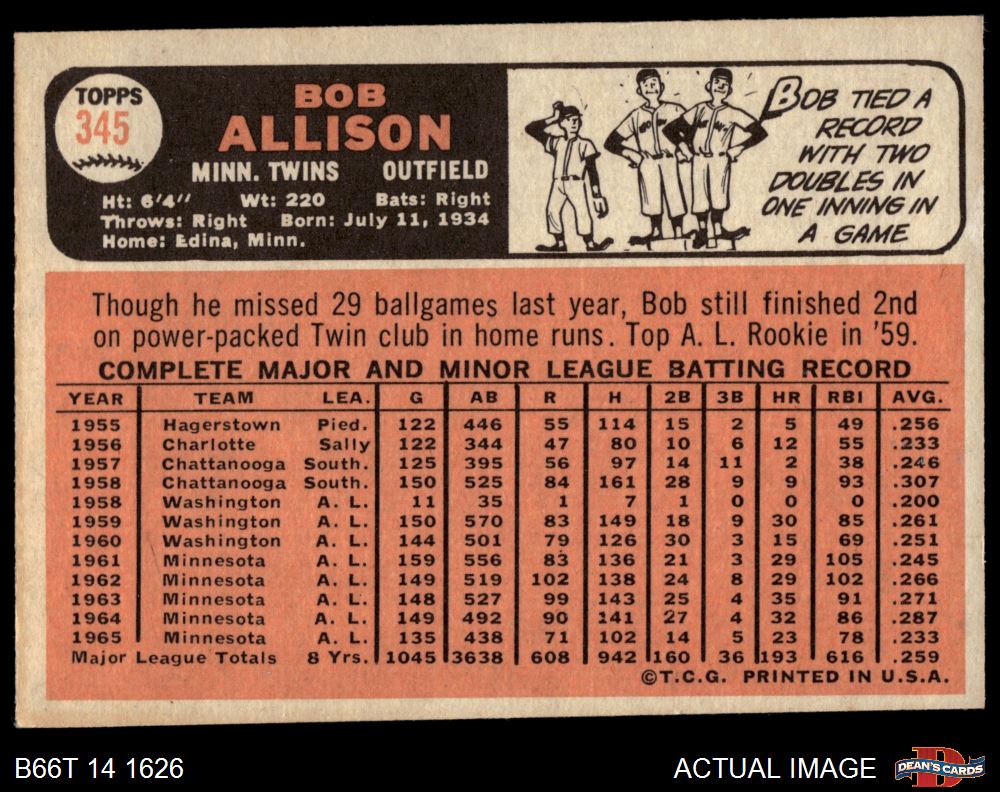 TOPPS
345
BOB
ALLISON
MINN. TWINS OUTFIELD
Ht: 6'4" Wt: 220 Bats: Right
Throws: Right Born: July 11, 1934
Home: Edina, Minn.
BOB TIED A
RECORD
WITH TWO
DOUBLES IN
ONE INNING IN
A GAME
Though he missed 29 ballgames last year, Bob still finished 2nd
on power-packed Twin club in home runs. Top A. L. Rookie in '59.
COMPLETE MAJOR AND MINOR LEAGUE BATTING RECORD
YEAR TEAM LEA. G AB R H 2B 3B HR RBI AVG.
1955 Hagerstown Pied. 122 446 55 114 15 2 5 49 .256
1956 Charlotte Sally 122 344 47 80 10 6 12 55 .233
1957 Chattanooga South. 125 395 56 97 14 11 2 38 .246
1958 Chattanooga South. 150 525 84 161 28 9 9 93 .307
1958 Washington A. L. 11 35 1 7 1 0 0 0 .200
1959 Washington A. L. 150 570 83 149 18 9 30 85 .261
1960 Washington A. L. 144 501 79 126 30 3 15 69 .251
1961 Minnesota A. L. 159 556 83 136 21 3 29 105 .245
1962 Minnesota A. L. 149 519 102 138 24 8 29 102 .266
1963 Minnesota A. L. 148 527 99 143 25 4 35 91 .271
1964 Minnesota A. L. 149 492 90 141 27 4 32 86 .287
1965 Minnesota A. L. 135 438 71 102 14 5 23 78 .233
Major League Totals 8 Yrs. 1045 3638 608 942 160 36 193 616 .259
©T.C.G. PRINTED IN U.S.A.
B66T 14 1626
ACTUAL IMAGE
DEAN'S CARDS